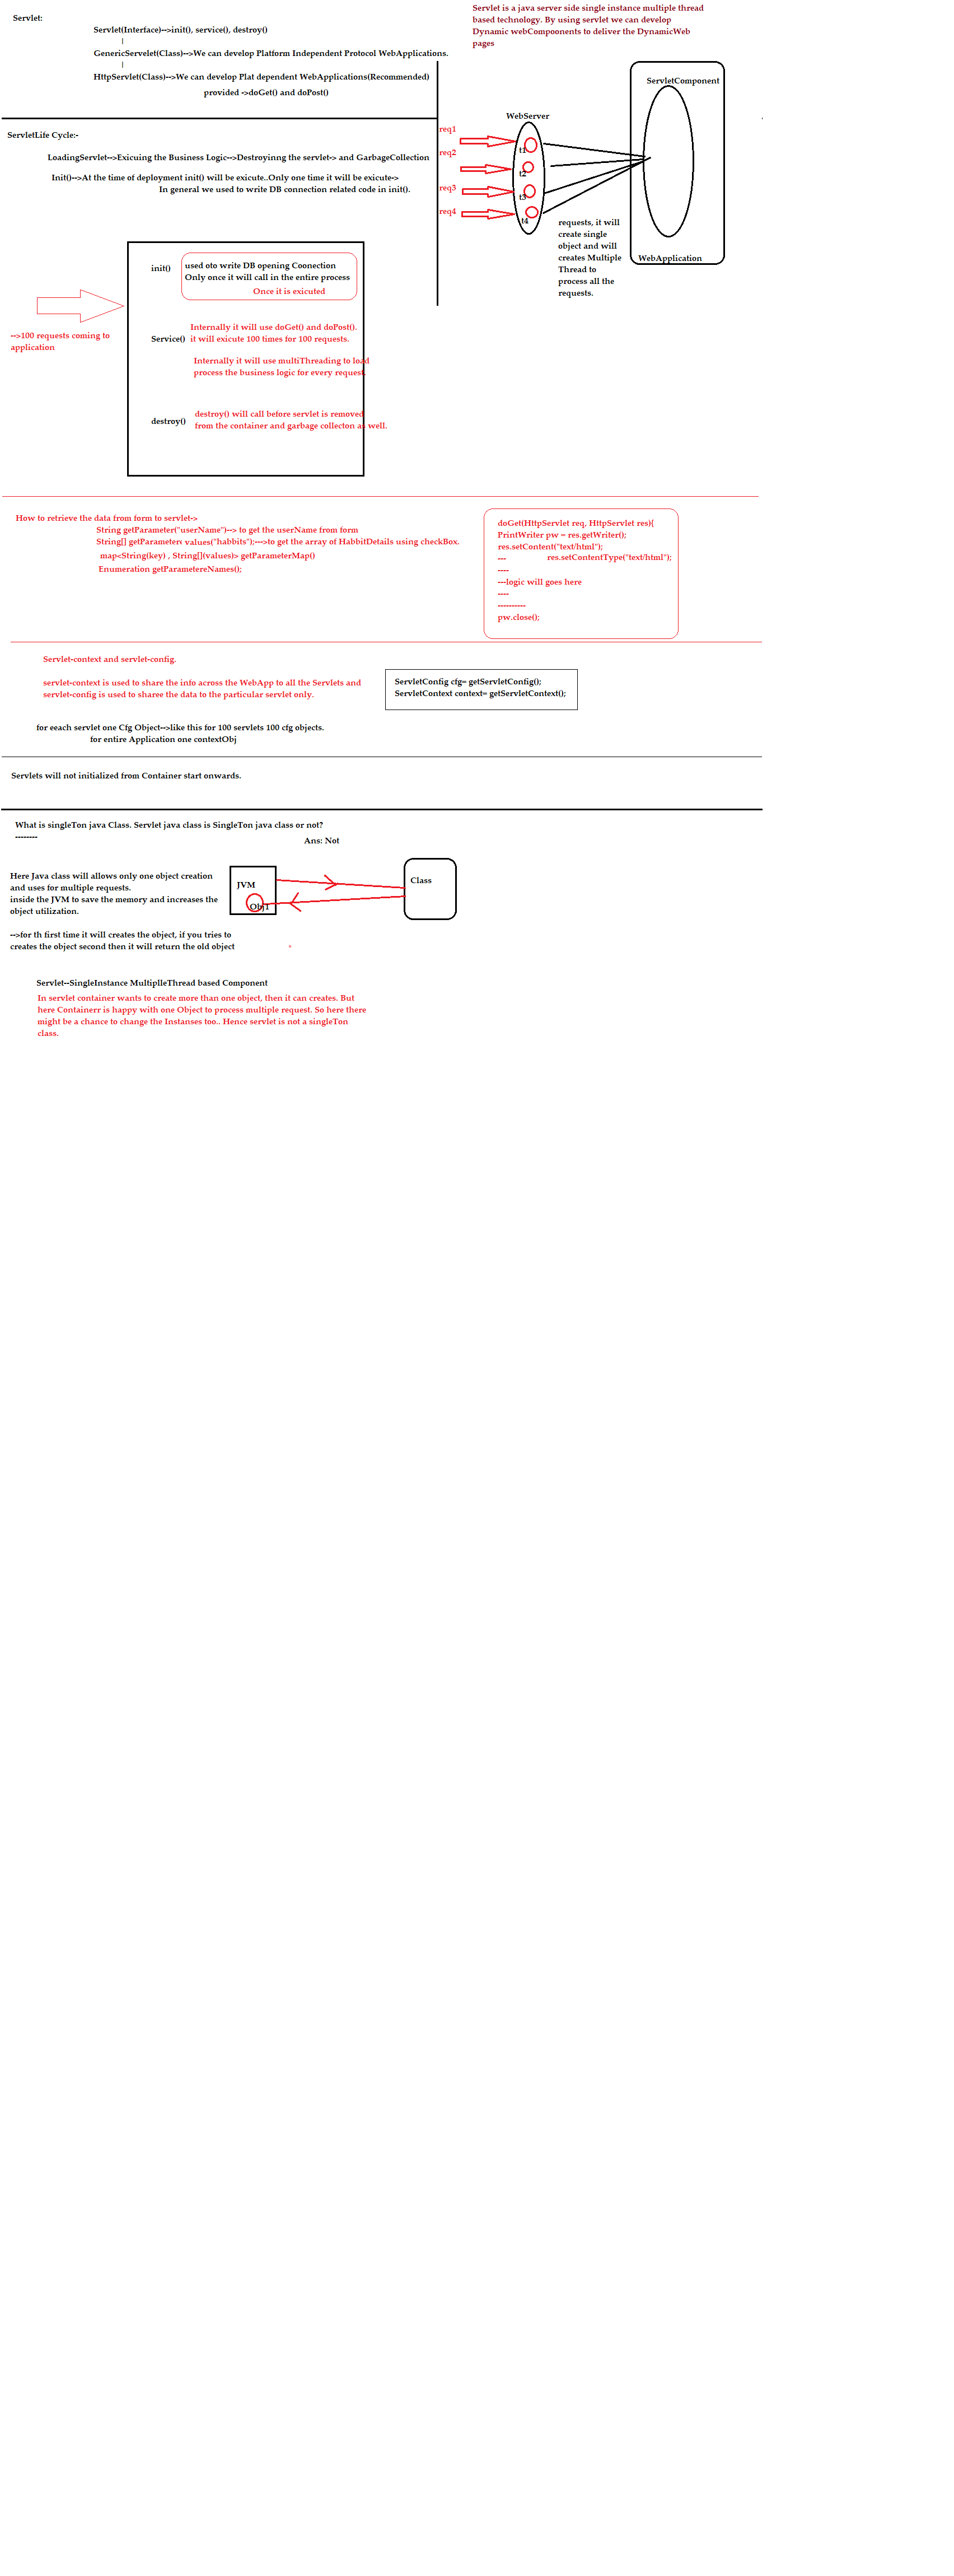 Servlet:
Servlet(Interface)-->init(), service(), destroy()
|
GenericServelet(Class)-->We can develop Platform Independent Protocol WebApplications.
|
HttpServlet(Class)-->We can develop Plat dependent WebApplications(Recommended)
provided ->doGet() and doPost()
Servlet is a java server side single instance multiple thread
based technology. By using servlet we can develop
Dynamic webCompoonents to deliver the DynamicWeb
pages
ServletComponent
WebServer
req1
t1
req2
t2
req3
t3
req4
t4
requests, it will
create single
object and will
creates Multiple
Thread to
process all the
requests.
WebApplication
ServletLife Cycle:-
LoadingServlet-->Exicuing the Business Logic-->Destroyinng the servlet-> and GarbageCollection
Init()-->At the time of deployment init() will be exicute..Only one time it will be exicute->
In general we used to write DB connection related code in init().
init()
used oto write DB opening Coonection
Only once it will call in the entire process
Once it is exicuted
-->100 requests coming to
application
Service()
Internally it will use doGet() and doPost().
it will exicute 100 times for 100 requests.
Internally it will use multiThreading to load
process the business logic for every request.
destroy()
destroy() will call before servlet is removed
from the container and garbage collecton as well.
How to retrieve the data from form to servlet->
String getParameter("userName")--> to get the userName from form
String[] getParameter values("habbits");--->to get the array of HabbitDetails using checkBox.
map<String(key) , String[](values)> getParameterMap()
Enumeration getParametereNames();
doGet(HttpServlet req, HttpServlet res){
PrintWriter pw = res.getWriter();
res.setContent("text/html");
--- res.setContentType("text/html");
----
---logic will goes here
----
----------
pw.close();
Servlet-context and servlet-config.
servlet-context is used to share the info across the WebApp to all the Servlets and
servlet-config is used to sharee the data to the particular servlet only.
ServletConfig cfg= getServletConfig();
ServletContext context= getServletContext();
for eeach servlet one Cfg Object-->like this for 100 servlets 100 cfg objects.
for entire Application one contextObj
Servlets will not initialized from Container start onwards.
What is singleTon java Class. Servlet java class is SingleTon java class or not?
--------
Ans: Not
Here Java class will allows only one object creation
and uses for multiple requests.
inside the JVM to save the memory and increases the
object utilization.
JVM
Obj1
Class
-->for th first time it will creates the object, if you tries to
creates the object second then it will return the old object
Servlet--SingleInstance MultiplleThread based Component
In servlet container wants to create more than one object, then it can creates. But
here Containerr is happy with one Object to process multiple request. So here there
might be a chance to change the Instanses too.. Hence servlet is not a singleTon
class.